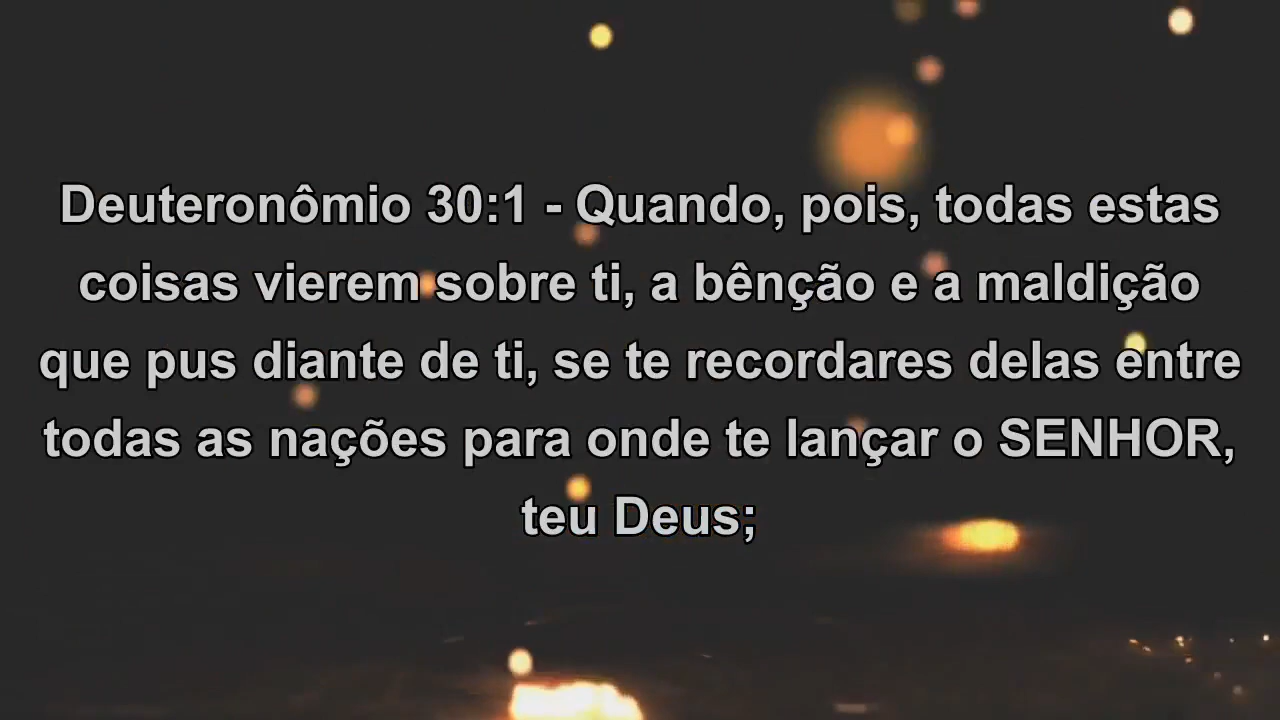 Deuteronômio 30:1 - Quando, pois, todas estas
coisas vierem sobre ti, a bênção e a maldição
que pus diante de ti, se te recordares delas entre
todas as nações para onde te lançar o SENHOR,
teu Deus;